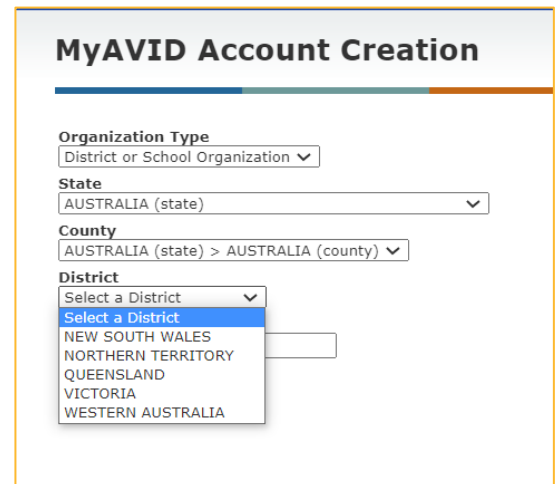 MyAVID Account Creation
Organization Type
District or School Organization
State
AUSTRALIA (state)
County
AUSTRALIA (state) > AUSTRALIA (county)
District
Select a District
Select a District
NEW SOUTH WALES
NORTHERN TERRITORY
QUEENSLAND
VICTORIA
WESTERN AUSTRALIA